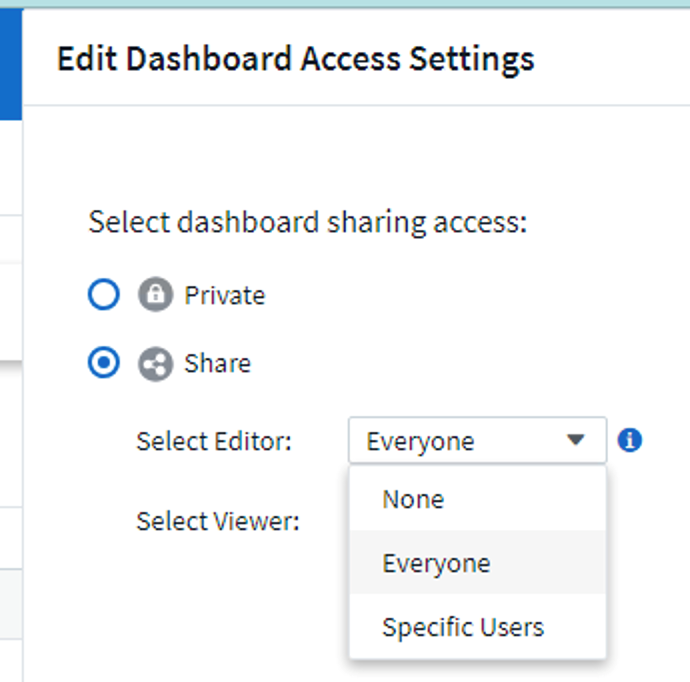 Edit Dashboard Access Settings
Select dashboard sharing access:
Private
Share
Select Editor: Everyone
None
Select Viewer:
Everyone
Specific Users